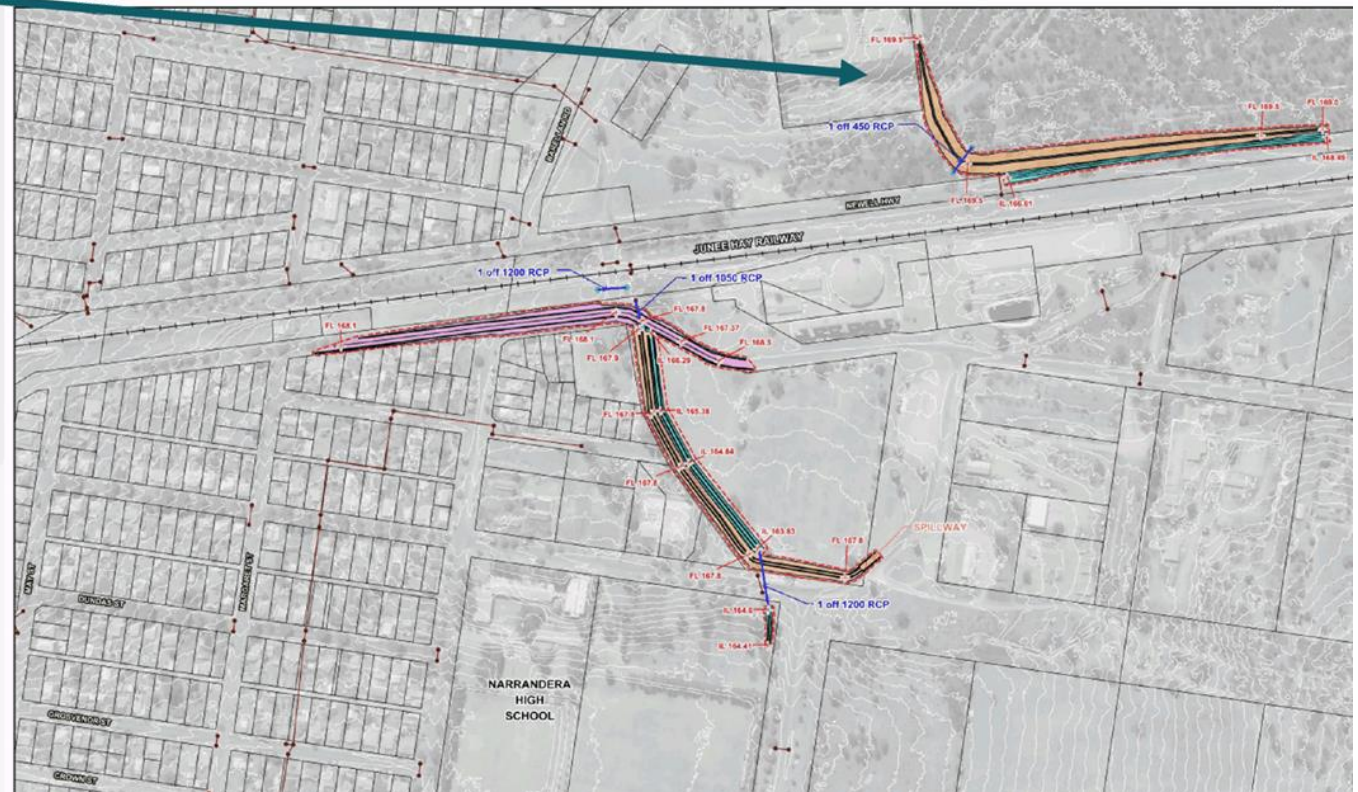 FL 169.5
1 off 450 RCP
FL 169.5
FL 169.0
IL 168.49
BARELLAN RD
NEWELL HWY
FL 169.5
IL 168.61
JUNEE HAY RAILWAY
1 off 1200 RCP
1 off 1050 RCP
FL 167.8
FL 168.1
FL 167.37
FL 168.1
FL 168.5
FL 167.9
IL 166.29
FL 167.8
IL 165.38
IL 164.84
FL 167.8
SPILLWAY
IL 163.83
FL 167.8
FL 167.8
MAY ST
MARGARET ST
DUNDAS ST
1 off 1200 RCP
IL 164.41
NARRANDERA
HIGH
SCHOOL
GROSVENOR ST
CROWN ST